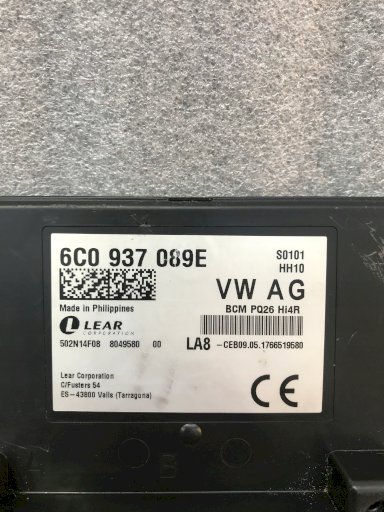 6C0 937 089E
S0101
HH10
VW AG
Made in Philippines
BCM PQ26 Hi4R
LEAR
CORPORATION
502N14F08 8049580 00
LA8 -CEB09.05.1766519580
Lear Corporation
C/Fusters 54
ES-43800 Valls (Tarragona)
CE
B